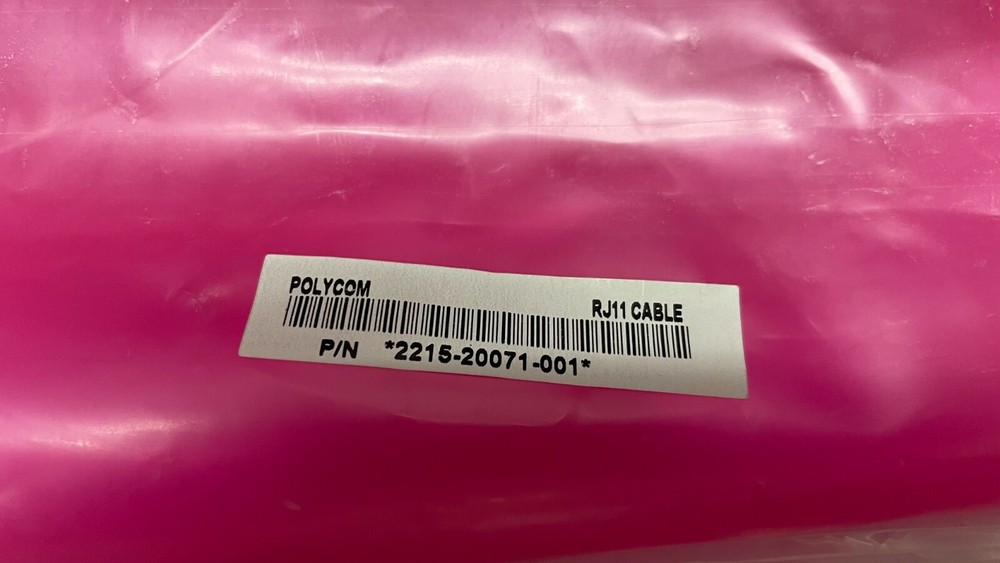 POLYCOM RJ11 CABLE
P/N *2215-20071-001*